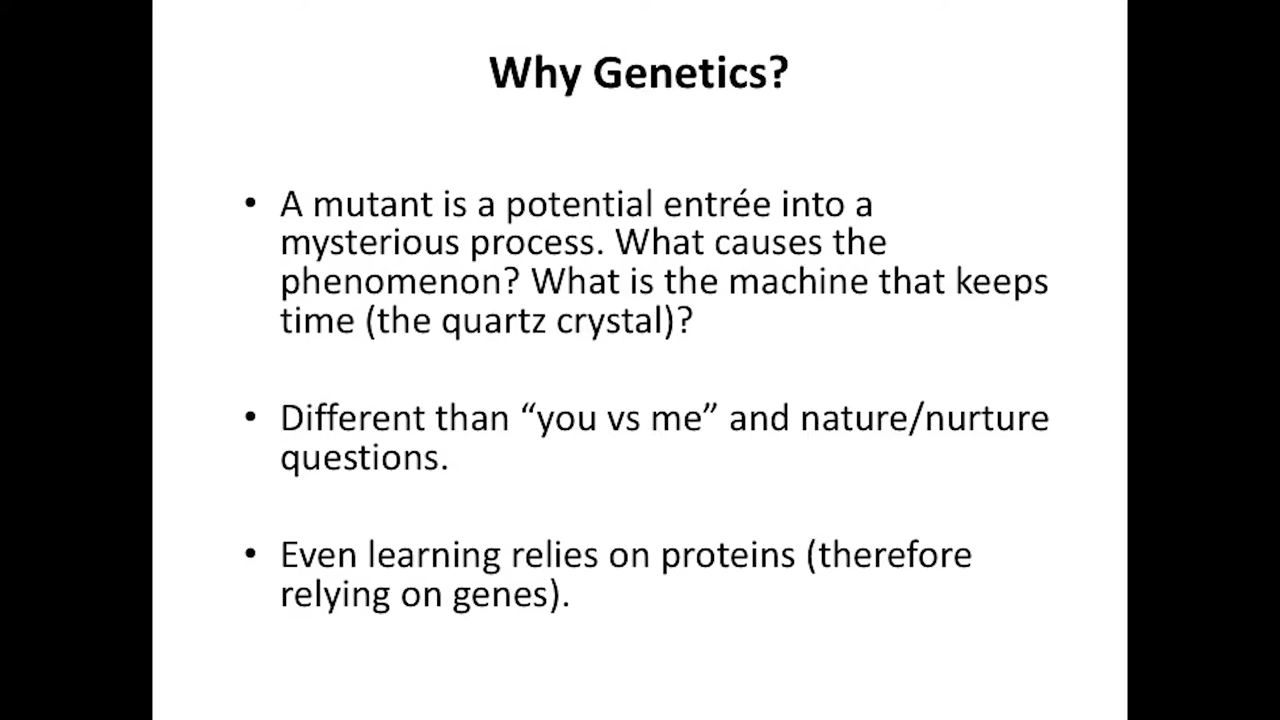 Why Genetics?
• A mutant is a potential entrée into a
mysterious process. What causes the
phenomenon? What is the machine that keeps
time (the quartz crystal)?
• Different than “you vs me” and nature/nurture
questions.
• Even learning relies on proteins (therefore
relying on genes).